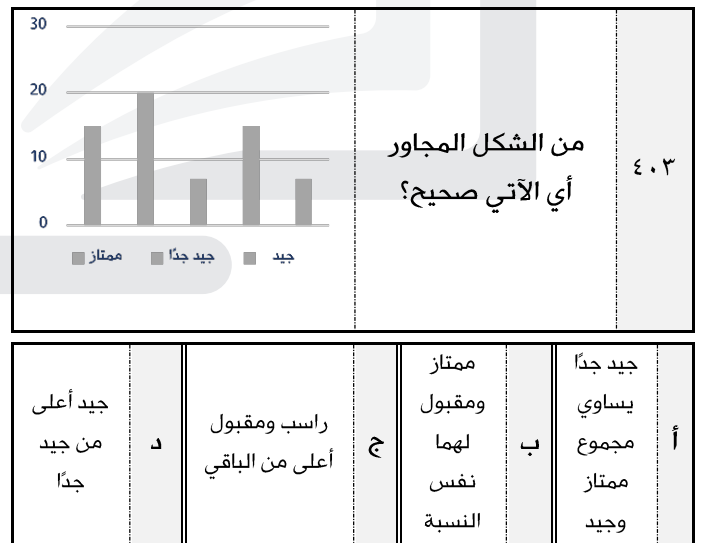 ٤٠٣
من الشكل المجاور
أي الآتي صحيح؟
30
20
10
0
ممتاز
جيد جدًا
جيد
أ
جيد جدًا
يساوي
مجموع
ممتاز
وجيد
ب
ممتاز
ومقبول
لهما
نفس
النسبة
ج
راسب ومقبول
أعلى من الباقي
د
جيد أعلى
من جيد
جدًا